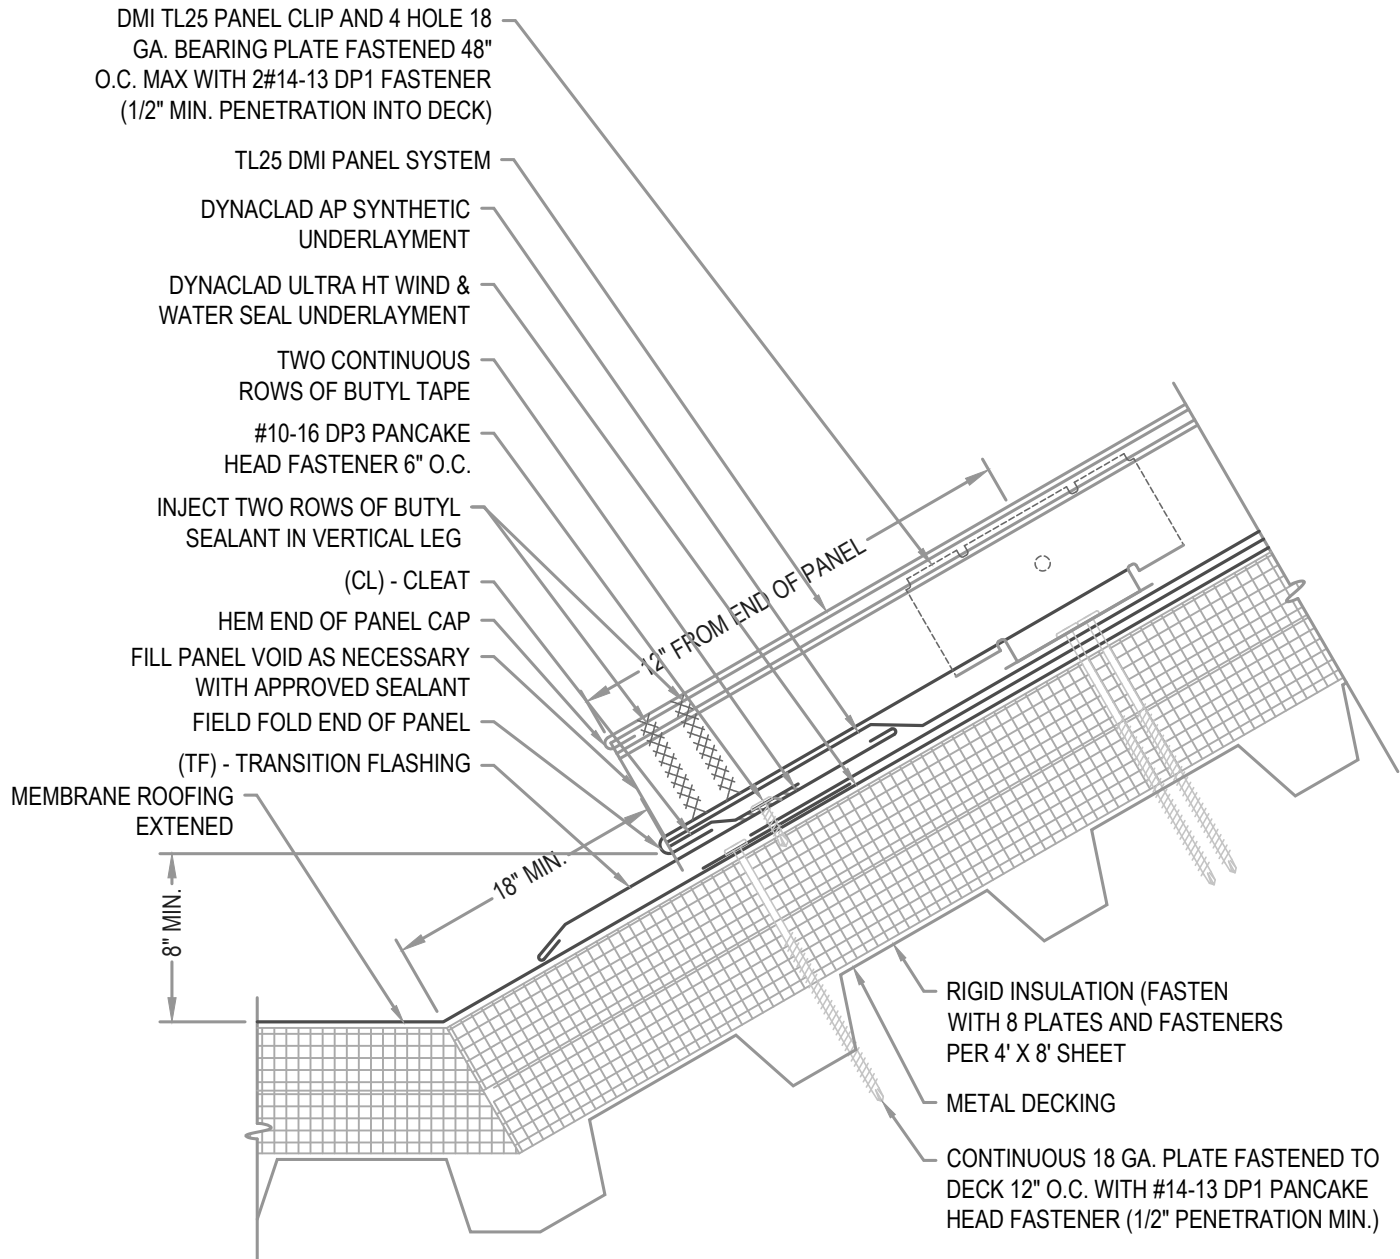 DMI TL25 PANEL CLIP AND 4 HOLE 18
GA. BEARING PLATE FASTENED 48"
O.C. MAX WITH 2#14-13 DP1 FASTENER
(1/2" MIN. PENETRATION INTO DECK)
TL25 DMI PANEL SYSTEM
DYNACLAD AP SYNTHETIC
UNDERLAYMENT
DYNACLAD ULTRA HT WIND &
WATER SEAL UNDERLAYMENT
TWO CONTINUOUS
ROWS OF BUTYL TAPE
#10-16 DP3 PANCAKE
HEAD FASTENER 6" O.C.
INJECT TWO ROWS OF BUTYL
SEALANT IN VERTICAL LEG
(CL) - CLEAT
HEM END OF PANEL CAP
FILL PANEL VOID AS NECESSARY
WITH APPROVED SEALANT
FIELD FOLD END OF PANEL
(TF) - TRANSITION FLASHING
MEMBRANE ROOFING
EXTENED
12" FROM END OF PANEL
18" MIN.
8" MIN.
RIGID INSULATION (FASTEN
WITH 8 PLATES AND FASTENERS
PER 4' X 8' SHEET
METAL DECKING
CONTINUOUS 18 GA. PLATE FASTENED TO
DECK 12" O.C. WITH #14-13 DP1 PANCAKE
HEAD FASTENER (1/2" PENETRATION MIN.)